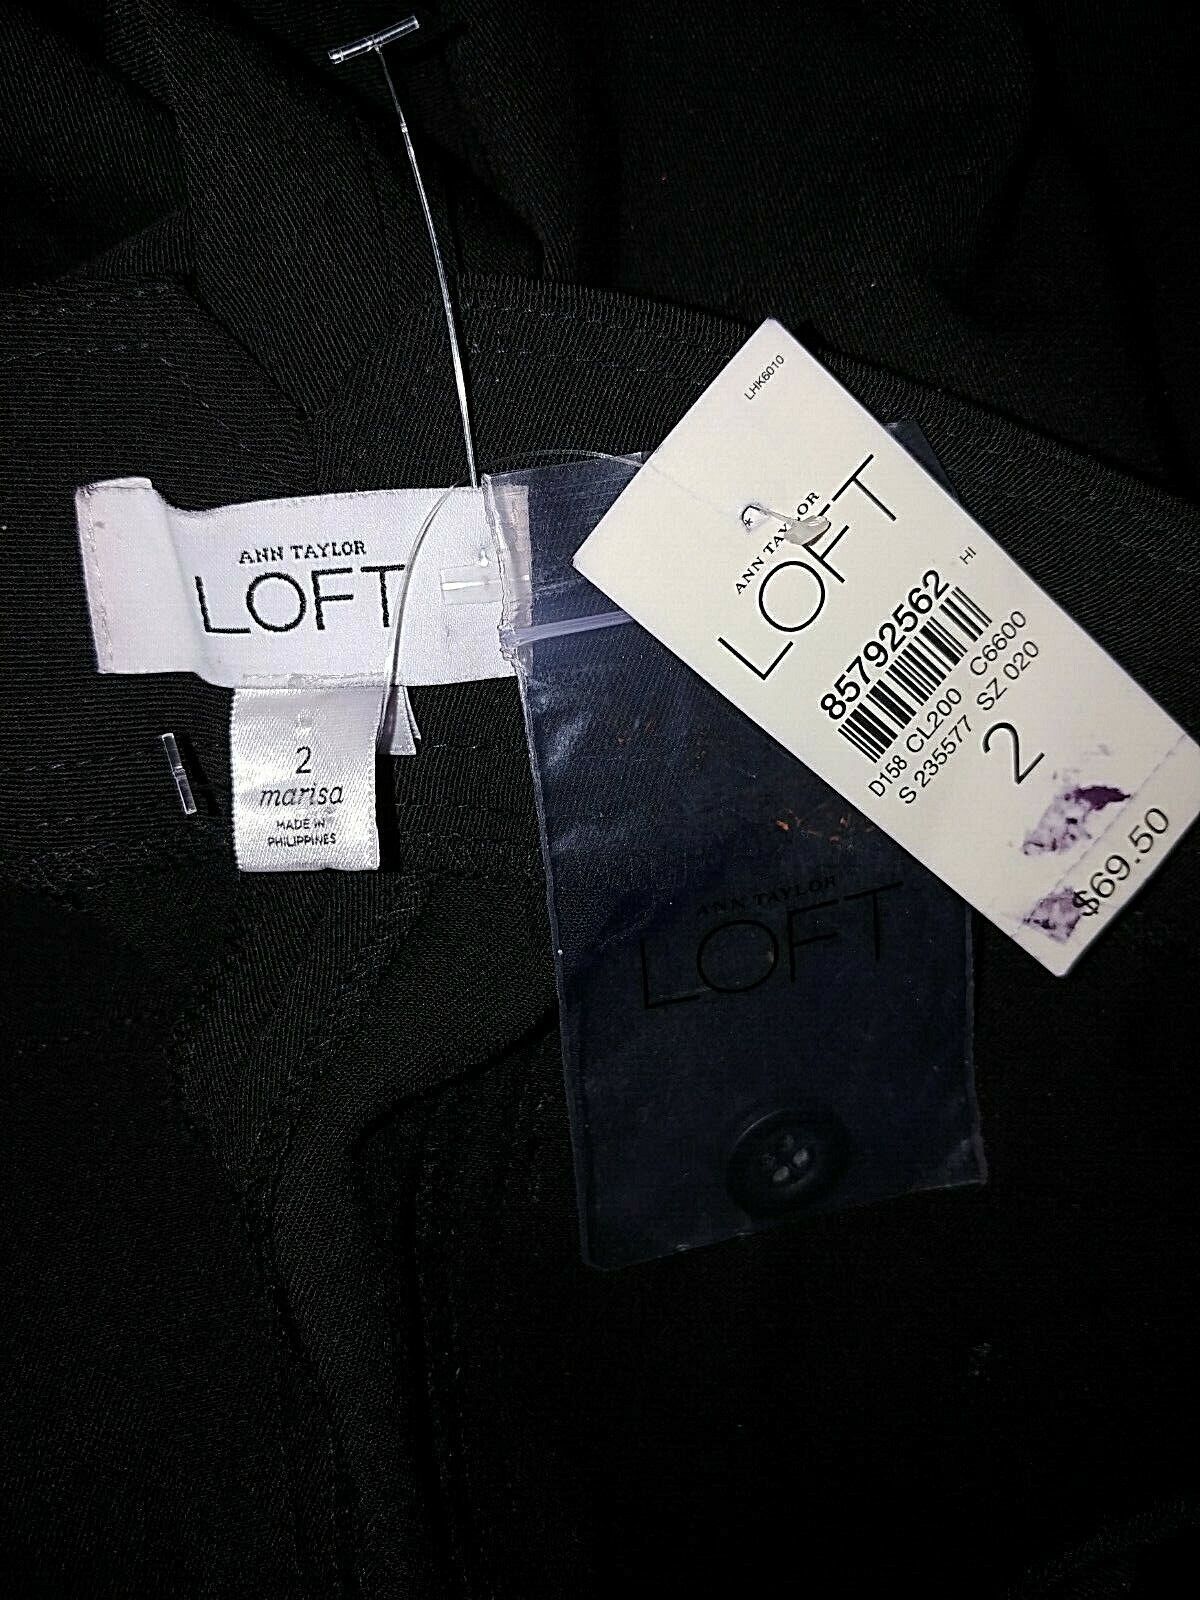 ANN TAYLOR
LOFT
2
marisa
MADE IN
PHILIPPINES
LHK6010
ANN TAYLOR
LOFT
HI
85792562
D158 CL200 C6600
S 235577 SZ 020
2
$69.50
ANN TAYLOR
LOFT